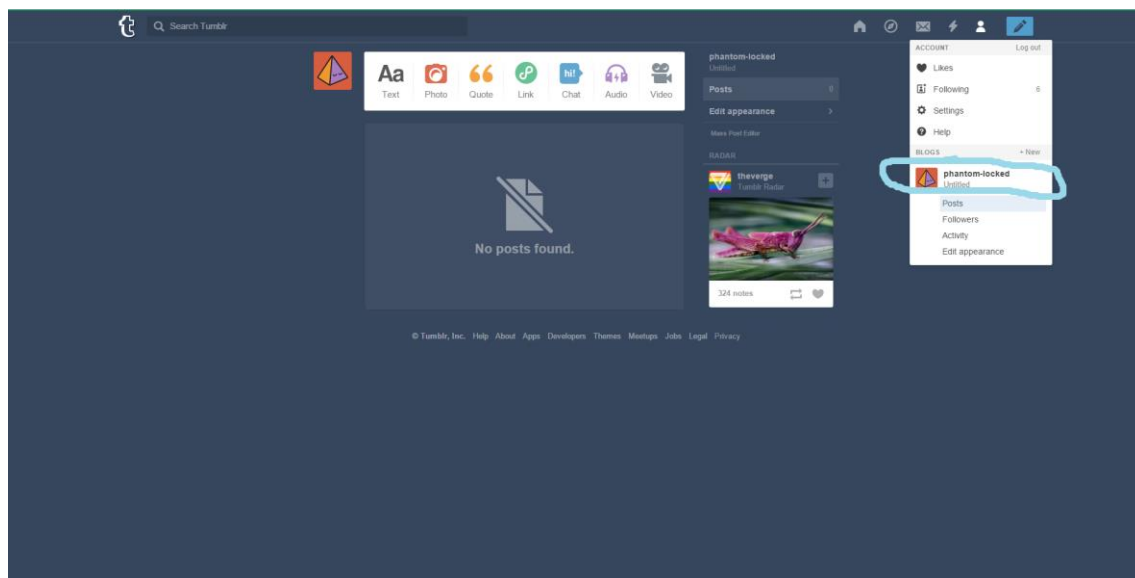 t Search Tumblr
Aa
hi!
Text Photo Quote Link Chat Audio Video
No posts found.
phantom-locked
Untitled
Posts 0
Edit appearance
Mass Post Editor
RADAR
theverge
Tumblr Radar
324 notes
ACCOUNT Log out
Likes
Following 6
Settings
Help
BLOGS + New
phantom-locked
Untitled
Posts
Followers
Activity
Edit appearance
© Tumblr, Inc. Help About Apps Developers Themes Meetups Jobs Legal Privacy